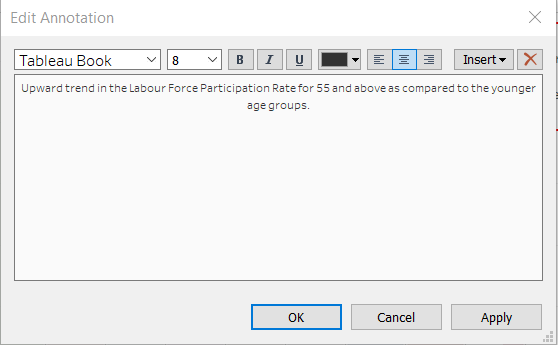 Edit Annotation
Tableau Book 8 B I U Insert
Upward trend in the Labour Force Participation Rate for 55 and above as compared to the younger
age groups.
OK Cancel Apply